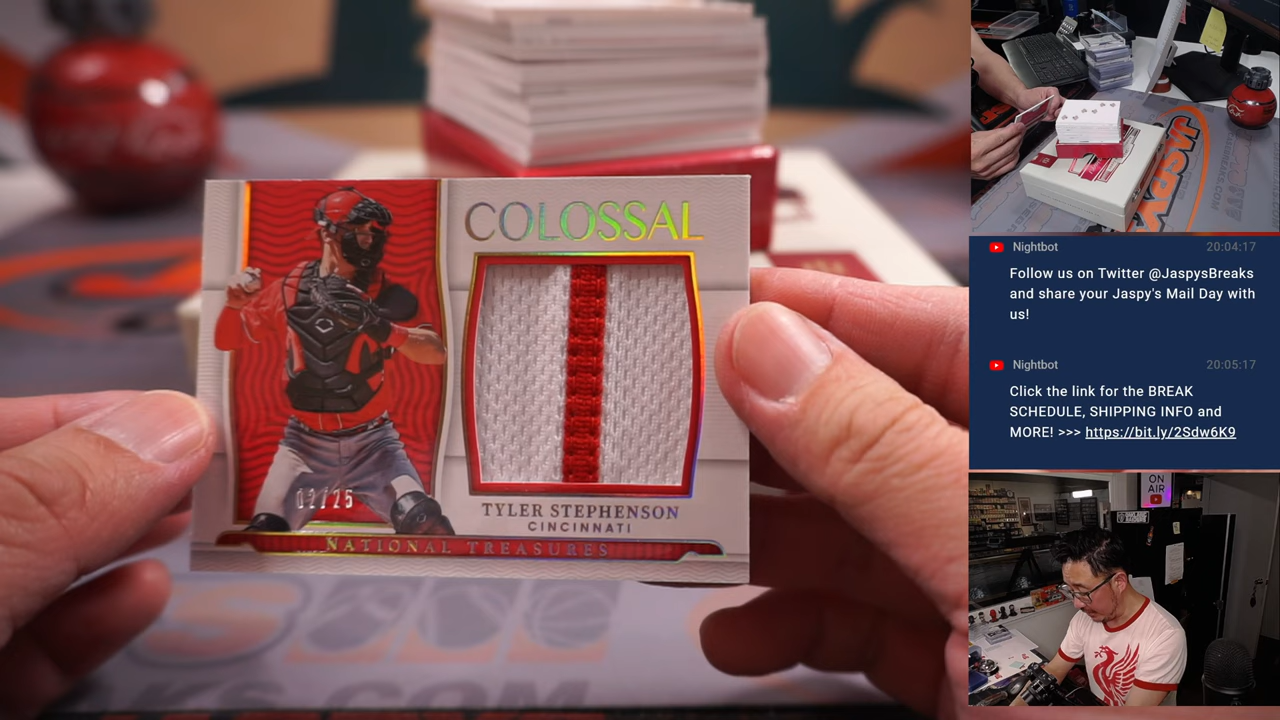 COLOSSAL
02/25
TYLER STEPHENSON
CINCINNATI
NATIONAL TREASURES
Nightbot 20:04:17
Follow us on Twitter @JaspysBreaks
and share your Jaspy's Mail Day with
us!
Nightbot 20:05:17
Click the link for the BREAK
SCHEDULE, SHIPPING INFO and
MORE! >>> https://bit.ly/2Sdw6K9
ON
AIR